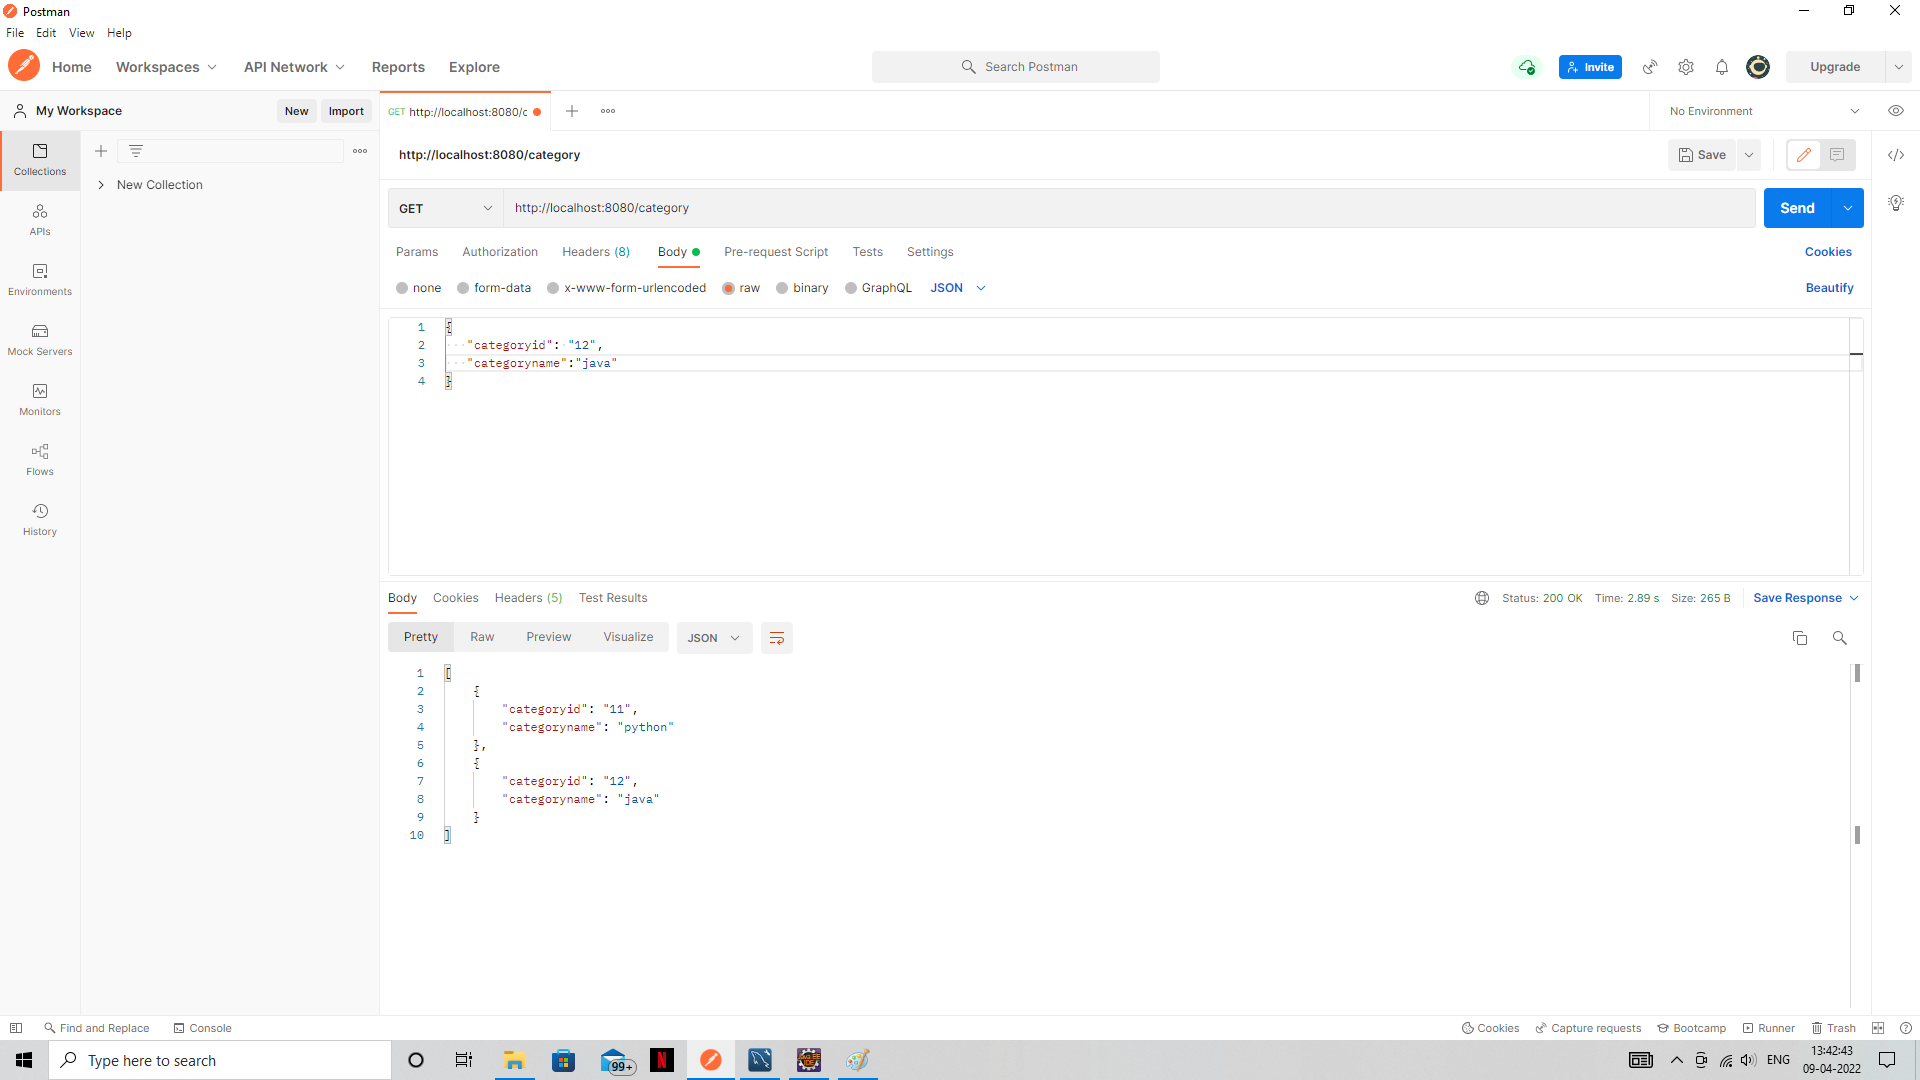 Postman
File Edit View Help
Home Workspaces API Network Reports Explore Search Postman Invite Upgrade
My Workspace New Import GET http://localhost:8080/c No Environment
Collections
New Collection
APIs
Environments
Mock Servers
Monitors
Flows
History
http://localhost:8080/category Save
GET http://localhost:8080/category Send
Params Authorization Headers (8) Body Pre-request Script Tests Settings Cookies
none form-data x-www-form-urlencoded raw binary GraphQL JSON Beautify
1 {
2 "categoryid": "12",
3 "categoryname":"java"
4 }
Body Cookies Headers (5) Test Results Status: 200 OK Time: 2.89 s Size: 265 B Save Response
Pretty Raw Preview Visualize JSON
1 [
2 {
3 "categoryid": "11",
4 "categoryname": "python"
5 },
6 {
7 "categoryid": "12",
8 "categoryname": "java"
9 }
10 ]
Find and Replace Console Cookies Capture requests Bootcamp Runner Trash
Type here to search 99+ N Java EE IDE ENG 13:42:43
09-04-2022